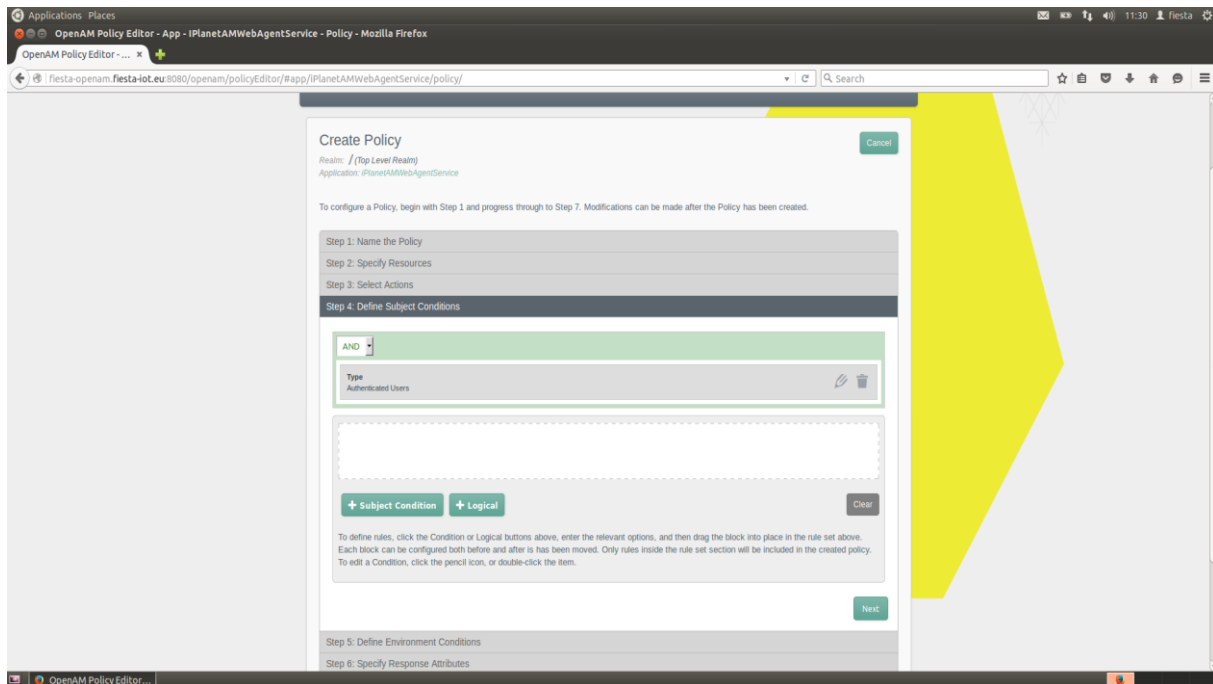 Applications Places
11:30 fiesta
OpenAM Policy Editor - App - IPlanetAMWebAgentService - Policy - Mozilla Firefox
OpenAM Policy Editor - ...
fiesta-openam.fiesta-iot.eu:8080/openam/policyEditor/#app/iPlanetAMWebAgentService/policy/
Search
Create Policy
Cancel
Realm: / (Top Level Realm)
Application: iPlanetAMWebAgentService
To configure a Policy, begin with Step 1 and progress through to Step 7. Modifications can be made after the Policy has been created.
Step 1: Name the Policy
Step 2: Specify Resources
Step 3: Select Actions
Step 4: Define Subject Conditions
AND
Type
Authenticated Users
+ Subject Condition
+ Logical
Clear
To define rules, click the Condition or Logical buttons above, enter the relevant options, and then drag the block into place in the rule set above.
Each block can be configured both before and after is has been moved. Only rules inside the rule set section will be included in the created policy.
To edit a Condition, click the pencil icon, or double-click the item.
Next
Step 5: Define Environment Conditions
Step 6: Specify Response Attributes
OpenAM Policy Editor...